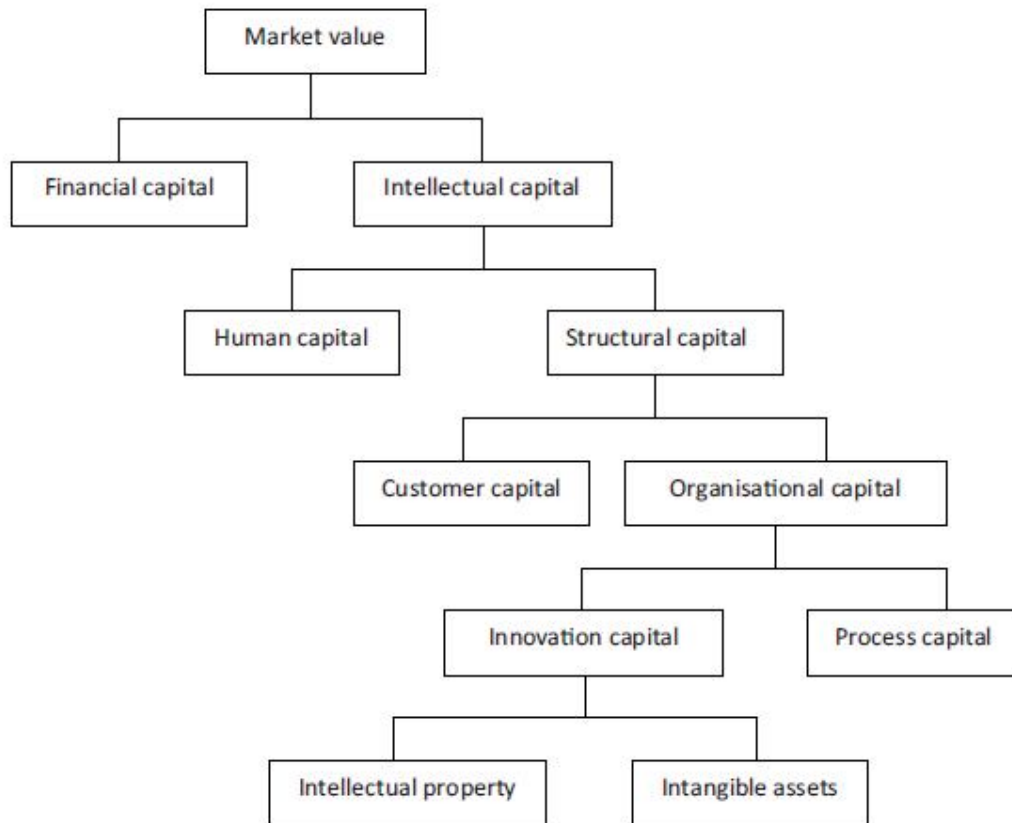 Market value
Financial capital
Intellectual capital
Human capital
Structural capital
Customer capital
Organisational capital
Innovation capital
Process capital
Intellectual property
Intangible assets